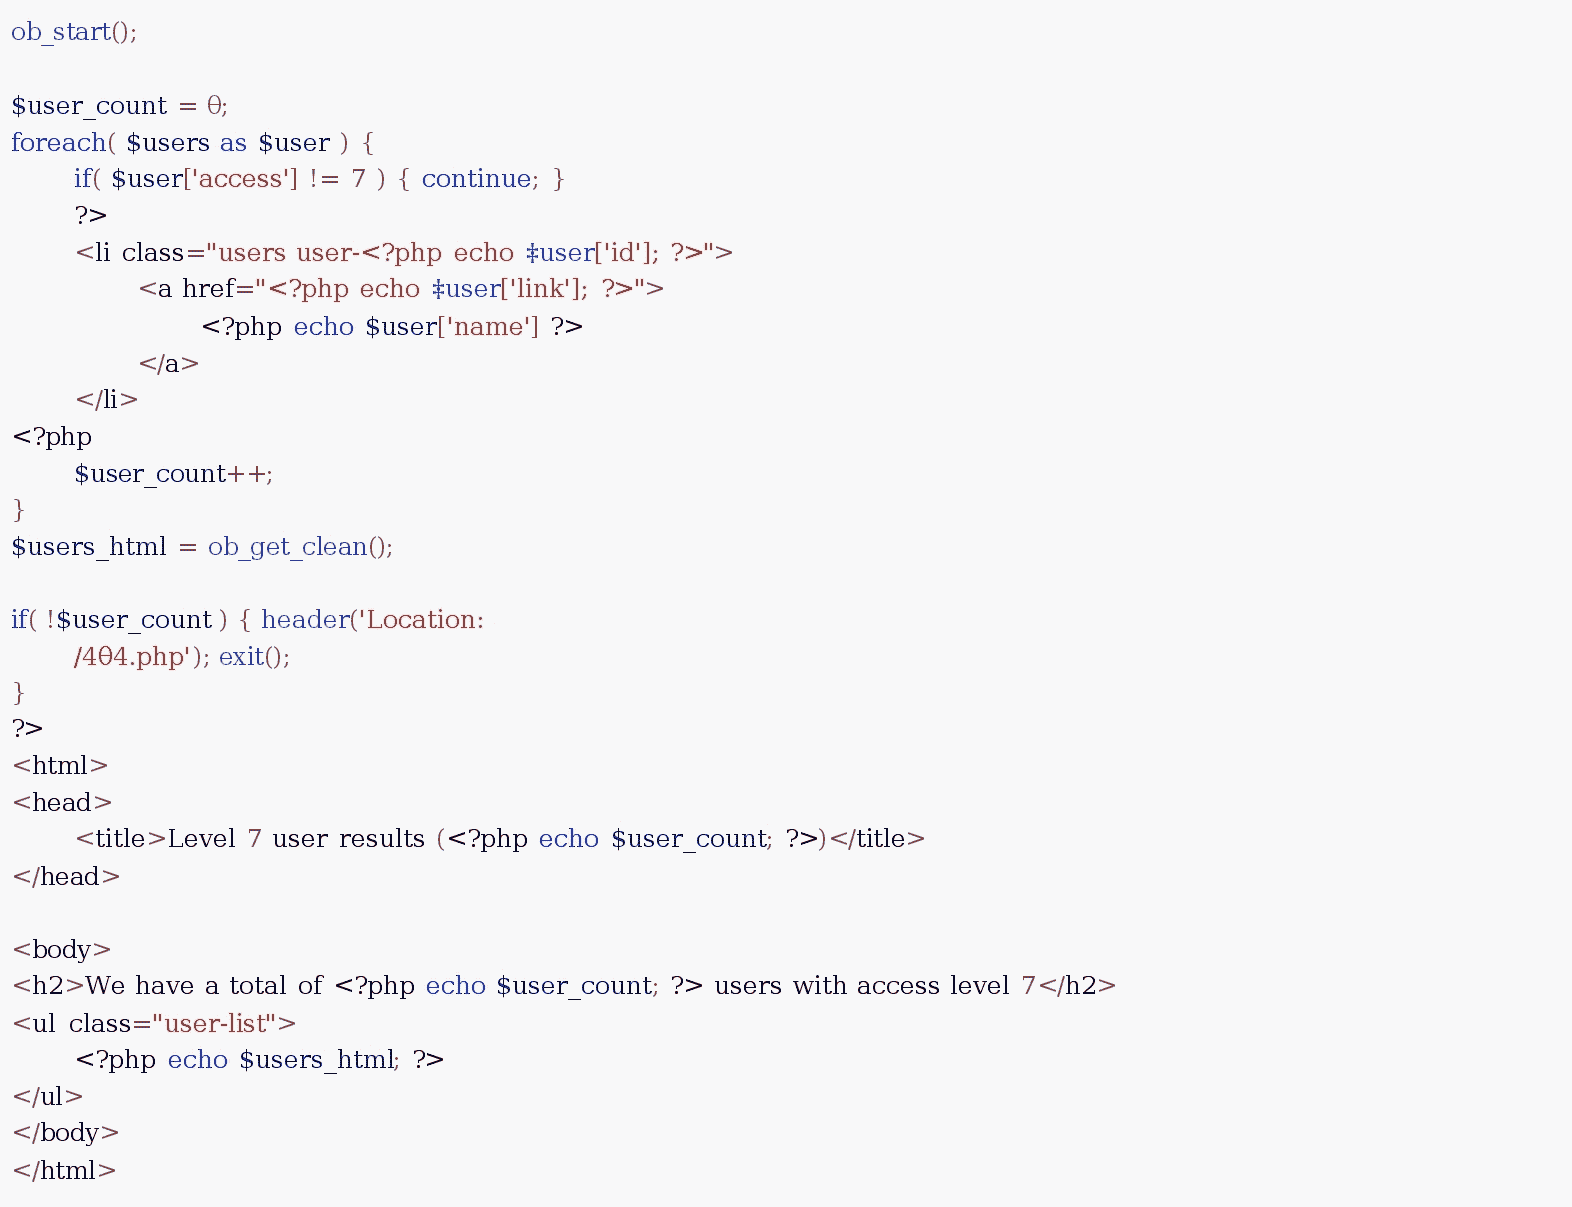 ob_start();

$user_count = 0;
foreach( $users as $user ) {
    if( $user['access'] != 7 ) { continue; }
    ?>
    <li class="users user-<?php echo ‡user['id']; ?>">
        <a href="<?php echo ‡user['link']; ?>">
            <?php echo $user['name'] ?>
        </a>
    </li>
<?php
    $user_count++;
}
$users_html = ob_get_clean();

if( !$user_count ) { header('Location:
    /404.php'); exit();
}
?>
<html>
<head>
    <title>Level 7 user results (<?php echo $user_count; ?>)</title>
</head>

<body>
<h2>We have a total of <?php echo $user_count; ?> users with access level 7</h2>
<ul class="user-list">
    <?php echo $users_html; ?>
</ul>
</body>
</html>